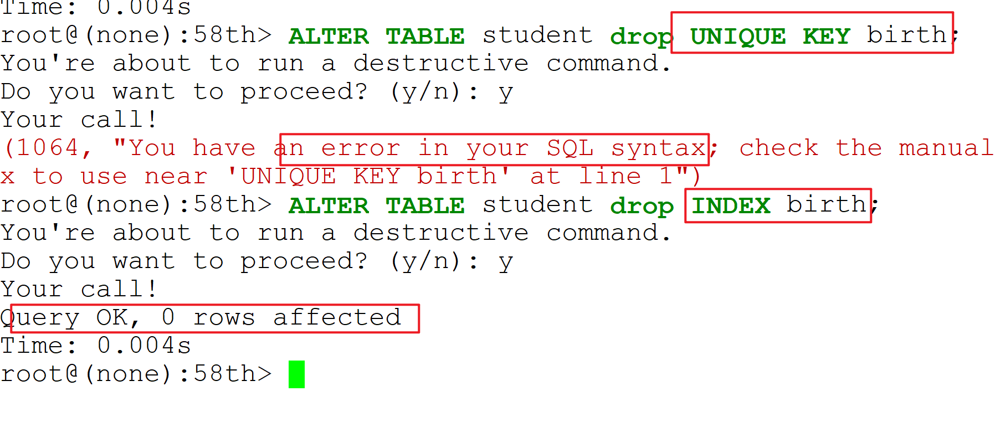 Time: 0.004s
root@(none):58th> ALTER TABLE student drop UNIQUE KEY birth;
You're about to run a destructive command.
Do you want to proceed? (y/n): y
Your call!
(1064, "You have an error in your SQL syntax; check the manual
x to use near 'UNIQUE KEY birth' at line 1")
root@(none):58th> ALTER TABLE student drop INDEX birth;
You're about to run a destructive command.
Do you want to proceed? (y/n): y
Your call!
Query OK, 0 rows affected
Time: 0.004s
root@(none):58th>